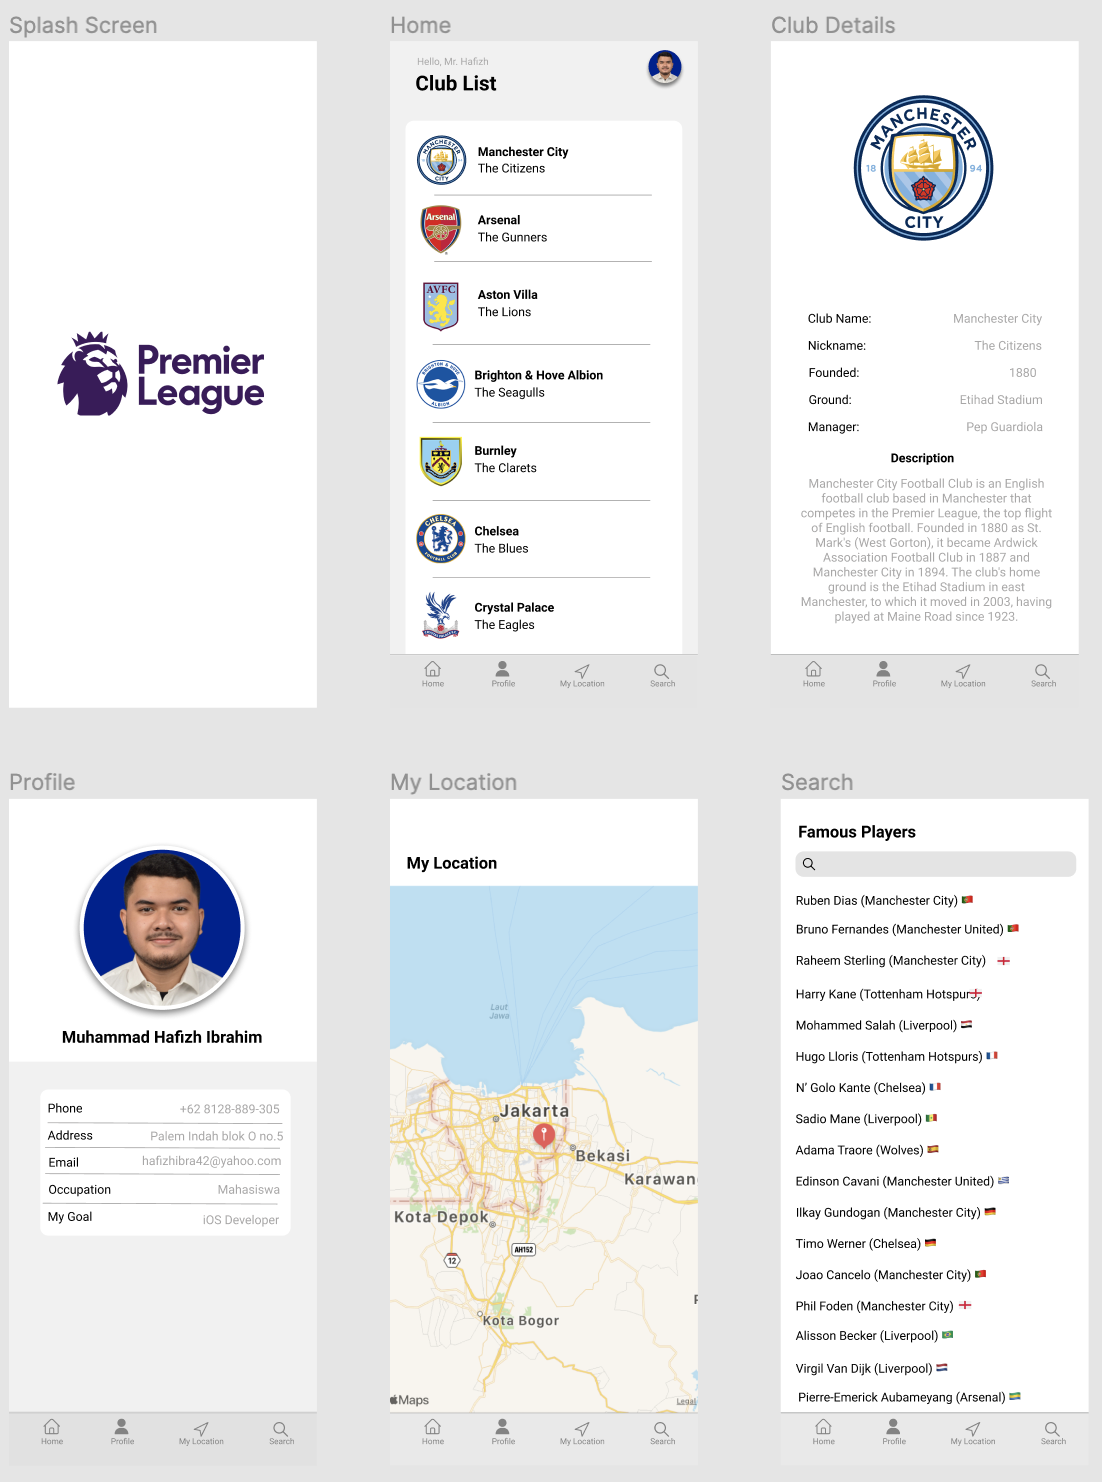 Splash Screen
Premier
League
Home
Hello, Mr. Hafizh
Club List
MANCHESTER
CITY
Manchester City
The Citizens
Arsenal
Arsenal
The Gunners
AVFC
Aston Villa
The Lions
BRIGHTON & HOVE
ALBION
Brighton & Hove Albion
The Seagulls
Burnley
The Clarets
CHELSEA
FOOTBALL CLUB
Chelsea
The Blues
Crystal Palace
The Eagles
Home
Profile
My Location
Search
Club Details
MANCHESTER
18 94
CITY
Club Name: Manchester City
Nickname: The Citizens
Founded: 1880
Ground: Etihad Stadium
Manager: Pep Guardiola
Description
Manchester City Football Club is an English
football club based in Manchester that
competes in the Premier League, the top flight
of English football. Founded in 1880 as St.
Mark's (West Gorton), it became Ardwick
Association Football Club in 1887 and
Manchester City in 1894. The club's home
ground is the Etihad Stadium in east
Manchester, to which it moved in 2003, having
played at Maine Road since 1923.
Home
Profile
My Location
Search
Profile
Muhammad Hafizh Ibrahim
Phone +62 8128-889-305
Address Palem Indah blok O no.5
Email hafizhibra42@yahoo.com
Occupation Mahasiswa
My Goal iOS Developer
Home
Profile
My Location
Search
My Location
My Location
Laut
Jawa
Jakarta
Bekasi
Karawan
Kota Depok
AH152
12
Kota Bogor
Maps
Legal
Home
Profile
My Location
Search
Search
Famous Players
Ruben Dias (Manchester City)
Bruno Fernandes (Manchester United)
Raheem Sterling (Manchester City)
Harry Kane (Tottenham Hotspurs)
Mohammed Salah (Liverpool)
Hugo Lloris (Tottenham Hotspurs)
N’ Golo Kante (Chelsea)
Sadio Mane (Liverpool)
Adama Traore (Wolves)
Edinson Cavani (Manchester United)
Ilkay Gundogan (Manchester City)
Timo Werner (Chelsea)
Joao Cancelo (Manchester City)
Phil Foden (Manchester City)
Alisson Becker (Liverpool)
Virgil Van Dijk (Liverpool)
Pierre-Emerick Aubameyang (Arsenal)
Home
Profile
My Location
Search